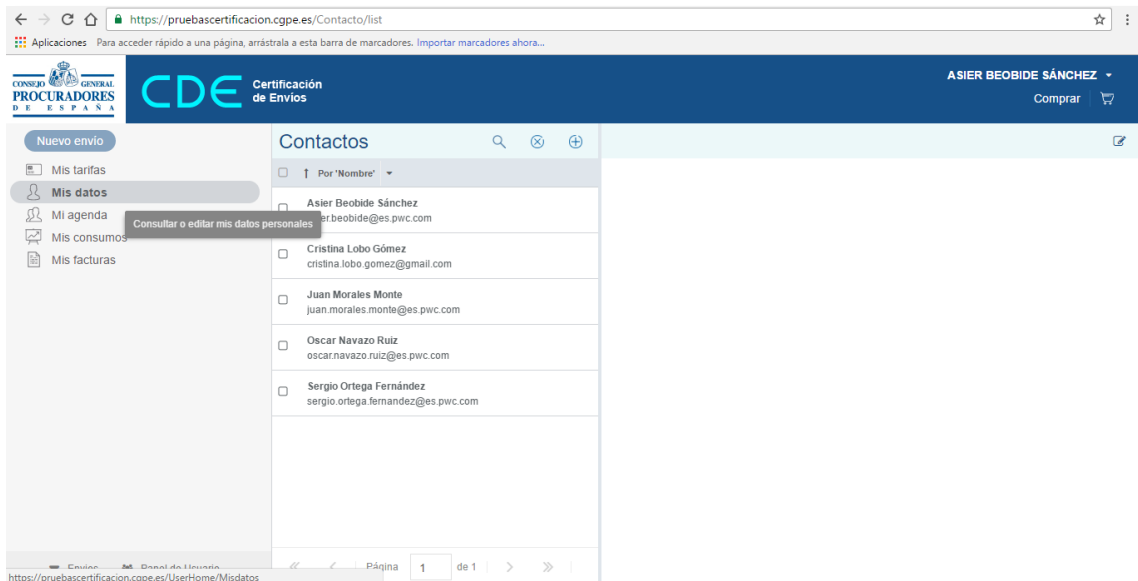 https://pruebascertificacion.cgpe.es/Contacto/list
Aplicaciones Para acceder rápido a una página, arrástrala a esta barra de marcadores. Importar marcadores ahora...
CONSEJO GENERAL
PROCURADORES
DE ESPAÑA
CDE Certificación
de Envíos
ASIER BEOBIDE SÁNCHEZ
Comprar
Nuevo envio
Mis tarifas
Mis datos
Mi agenda
Consultar o editar mis datos personales
Mis consumos
Mis facturas
Contactos
Por 'Nombre'
Asier Beobide Sánchez
er.beobide@es.pwc.com
Cristina Lobo Gómez
cristina.lobo.gomez@gmail.com
Juan Morales Monte
juan.morales.monte@es.pwc.com
Oscar Navazo Ruiz
oscar.navazo.ruiz@es.pwc.com
Sergio Ortega Fernández
sergio.ortega.fernandez@es.pwc.com
Envios Panel de Usuario
Página 1 de 1
https://pruebascertificacion.cgpe.es/UserHome/Misdatos